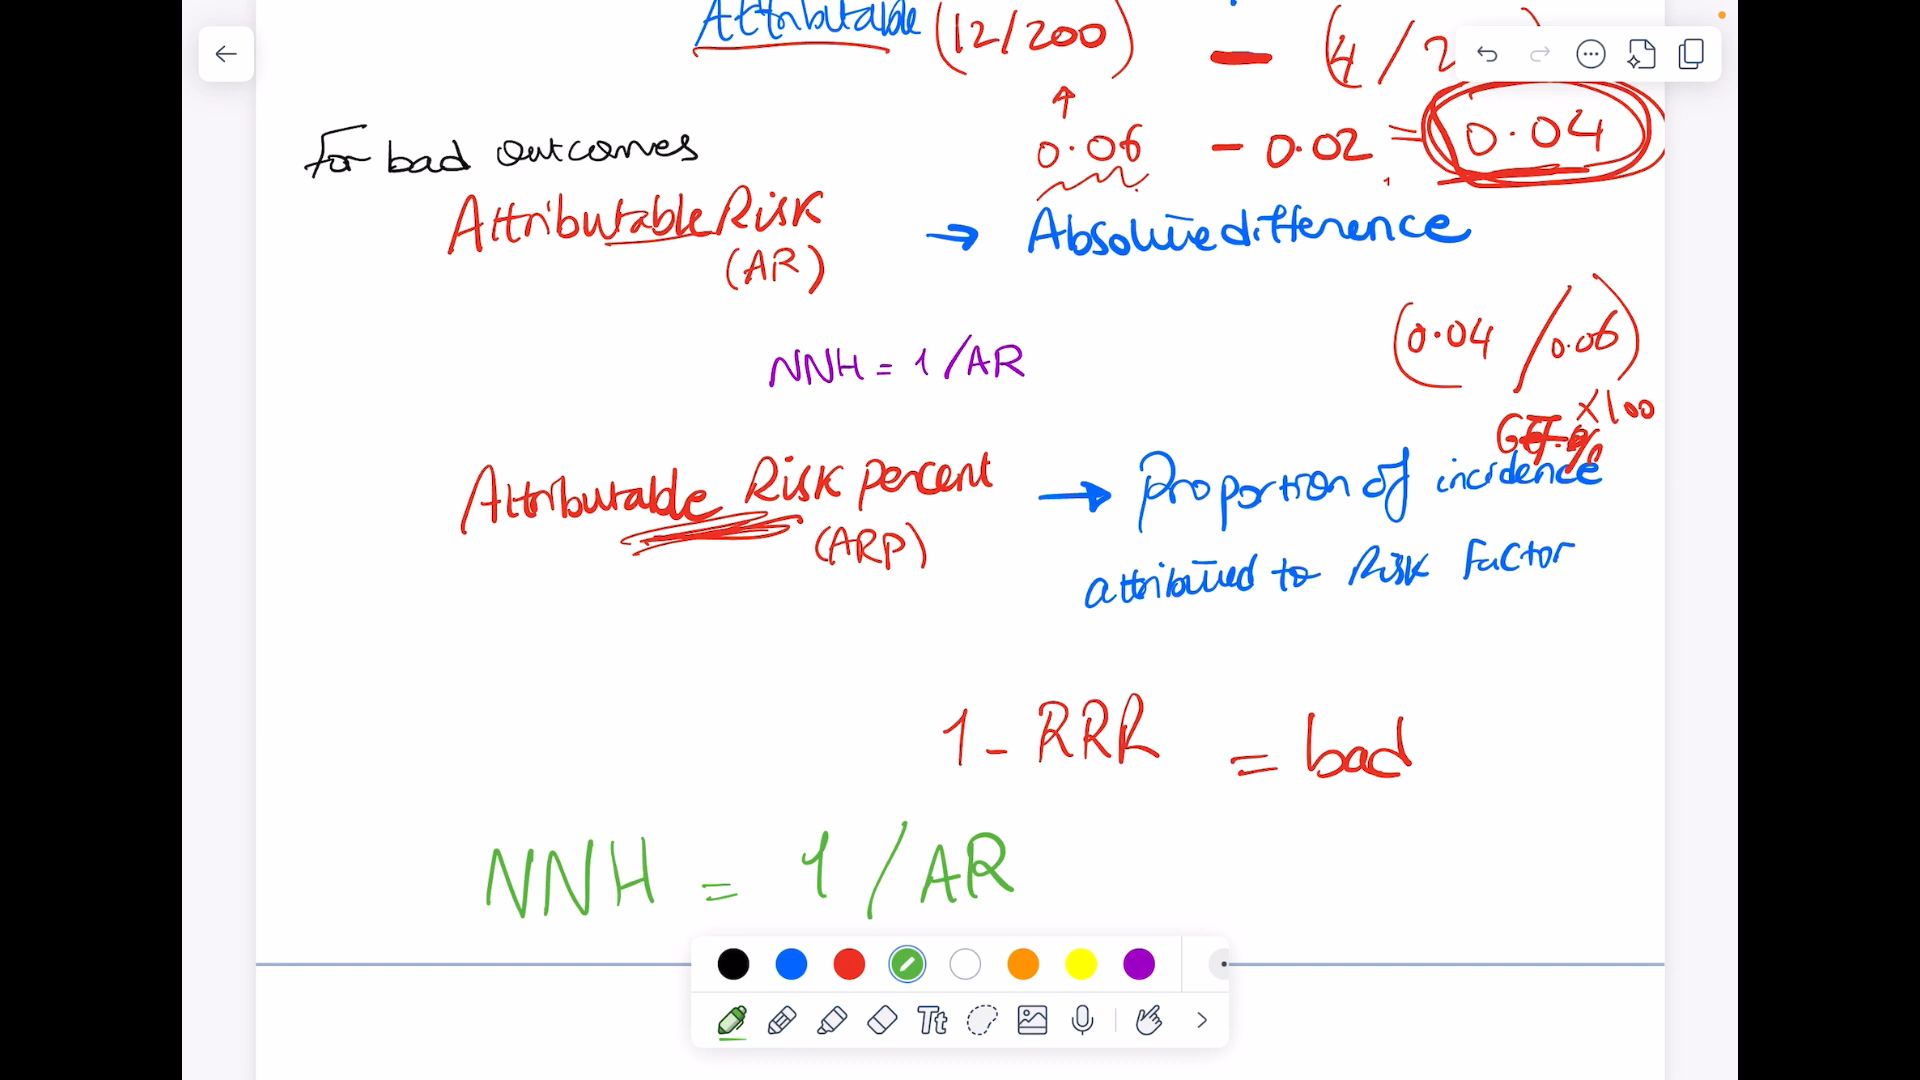 Attributable (12/200) - (4/2
0.06 - 0.02 = 0.04
For bad outcomes
Attributable Risk → Absolute difference
(AR)
(0.04/0.06)
NNH = 1/AR
×100
Attributable Risk percent → Proportion of incidence
(ARP) attributed to Risk Factor
1 - RRR = bad
NNH = 1/AR
Tt